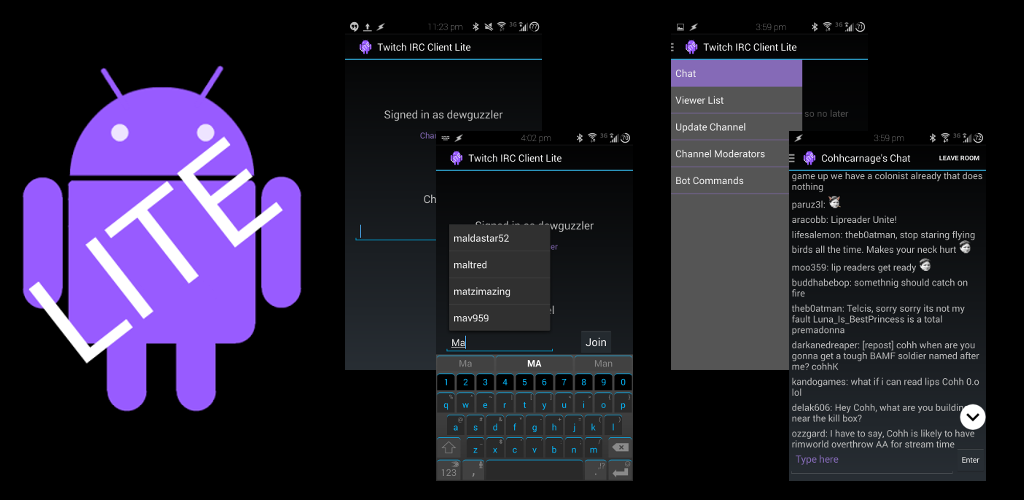 LITE
11:23 pm
3G
77
Twitch IRC Client Lite
Signed in as dewguzzler
Cha
Ch
4:02 pm
3G
Twitch IRC Client Lite
Signed in as dewguzzler
er
maldastar52
maltred
matzimazing
mav959
el
Ma
Join
Ma MA Man
1 2 3 4 5 6 7 8 9 0
q w e r t y u i o p
a s d f g h j k l
z x c v b n m
123 , .
3:59 pm
3G
71
Twitch IRC Client Lite
Chat
Viewer List
Update Channel
Channel Moderators
Bot Commands
so no later
3:59 pm
3G
Cohhcarnage's Chat
LEAVE ROOM
game up we have a colonist already that does
nothing
paruz3l:
aracobb: Lipreader Unite!
lifesalemon: theb0atman, stop staring flying
birds all the time. Makes your neck hurt
moo359: lip readers get ready
buddhabebop: somethnig should catch on
fire
theb0atman: Telcis, sorry sorry its not my
fault Luna_Is_BestPrincess is a total
premadonna
darkanedreaper: [repost] cohh when are you
gonna get a tough BAMF soldier named after
me? cohhK
kandogames: what if i can read lips Cohh 0.o
lol
delak606: Hey Cohh, what are you building
near the kill box?
ozzgard: I have to say, Cohh is likely to have
rimworld overthrow AA for stream time
Type here
Enter